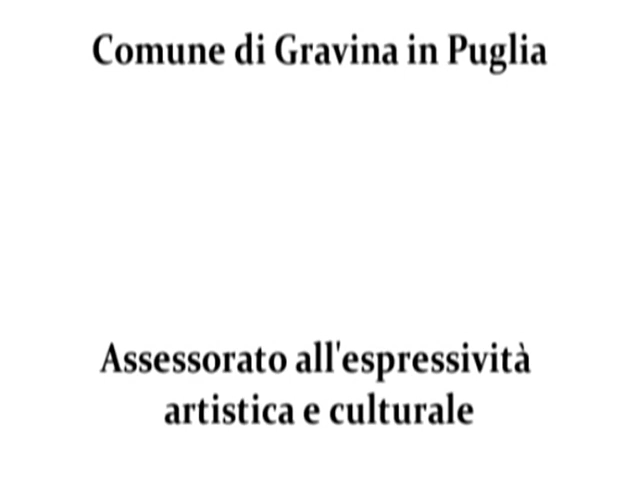 Comune di Gravina in Puglia
Assessorato all'espressività
artistica e culturale